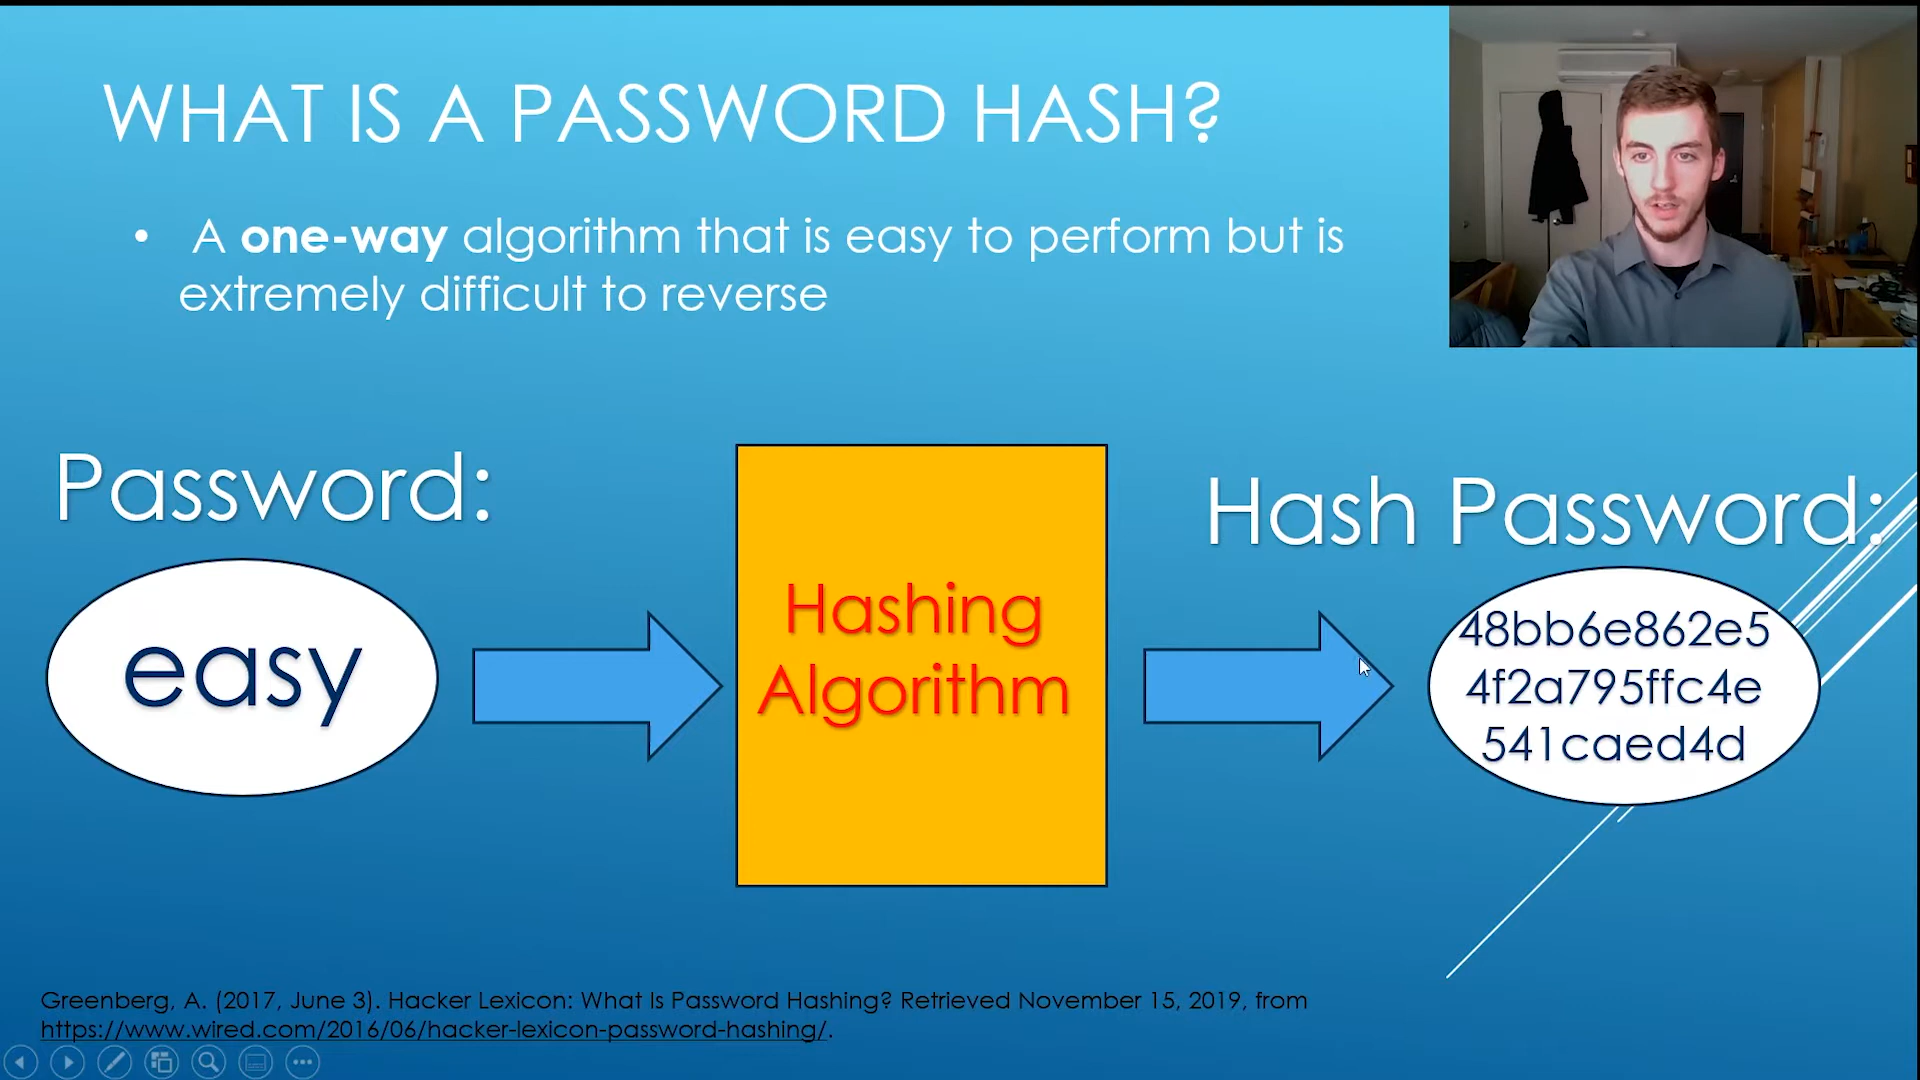 WHAT IS A PASSWORD HASH?
• A one-way algorithm that is easy to perform but is
extremely difficult to reverse
Password:
easy
Hashing
Algorithm
Hash Password:
48bb6e862e5
4f2a795ffc4e
541caed4d
Greenberg, A. (2017, June 3). Hacker Lexicon: What Is Password Hashing? Retrieved November 15, 2019, from
https://www.wired.com/2016/06/hacker-lexicon-password-hashing/.